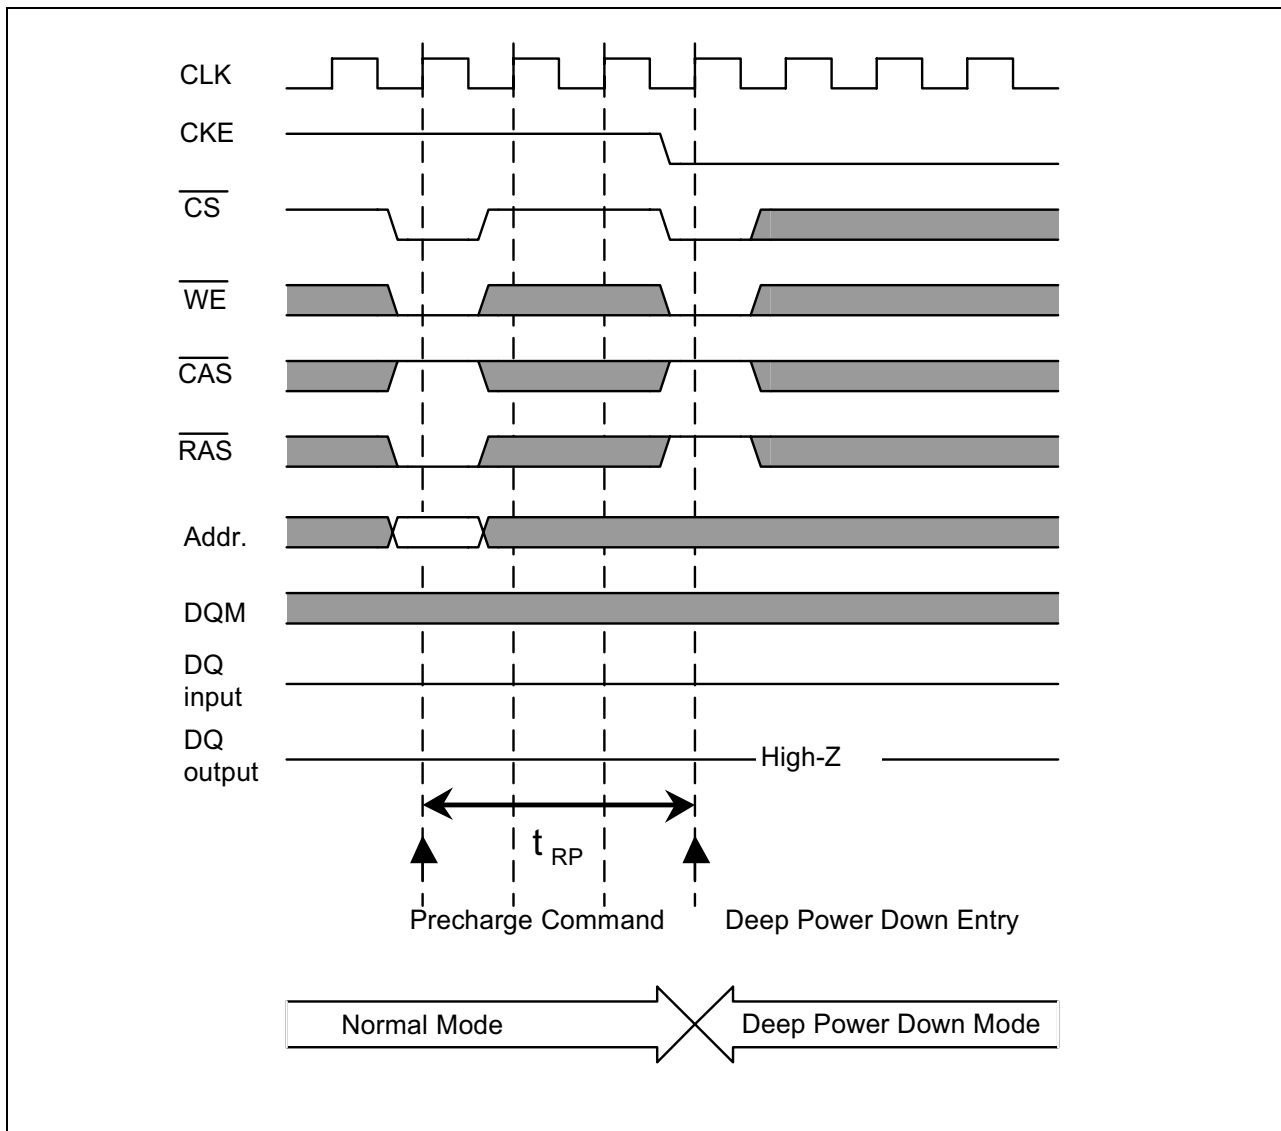 CLK
CKE
CS
WE
CAS
RAS
Addr.
DQM
DQ
input
DQ
output
High-Z
t RP
Precharge Command
Deep Power Down Entry
Normal Mode
Deep Power Down Mode